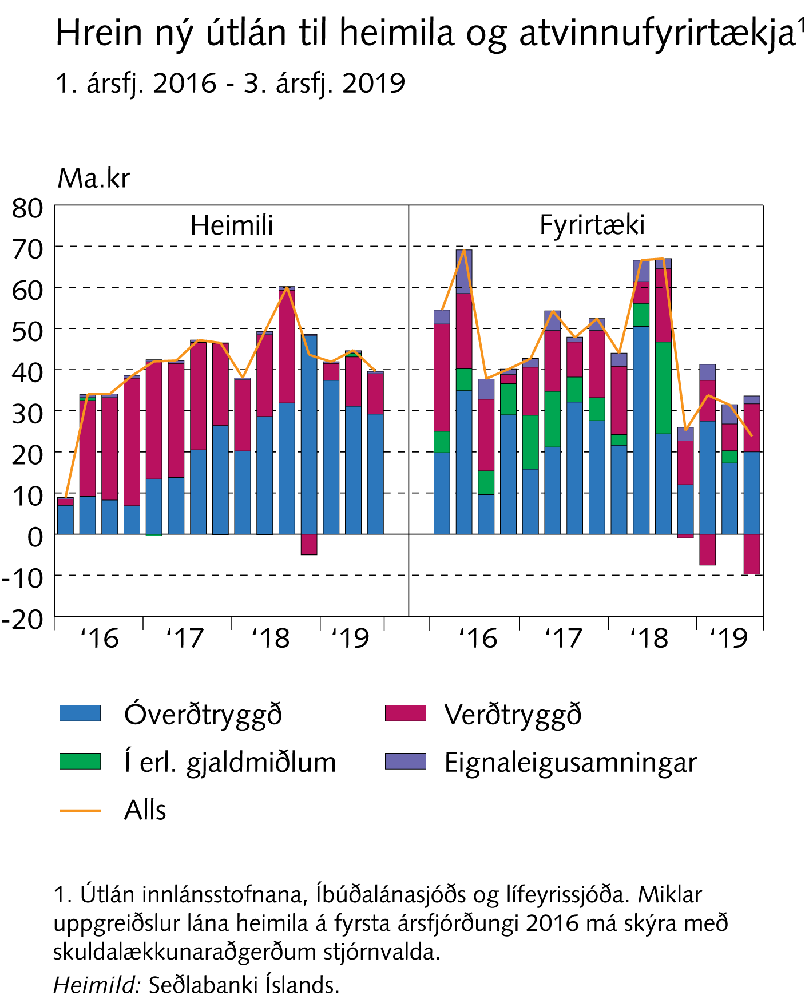 Hrein ný útlán til heimila og atvinnufyrirtækja¹
1. ársfj. 2016 - 3. ársfj. 2019
Ma.kr
80
70
60
50
40
30
20
10
0
-10
-20
Heimili
Fyrirtæki
‘16 ‘17 ‘18 ‘19 ‘16 ‘17 ‘18 ‘19
Óverðtryggð
Verðtryggð
Í erl. gjaldmiðlum
Eignaleigusamningar
Alls
1. Útlán innlánsstofnana, Íbúðalánasjóðs og lífeyrissjóða. Miklar
uppgreiðslur lána heimila á fyrsta ársfjórðungi 2016 má skýra með
skuldalækkunaraðgerðum stjórnvalda.
Heimild: Seðlabanki Íslands.